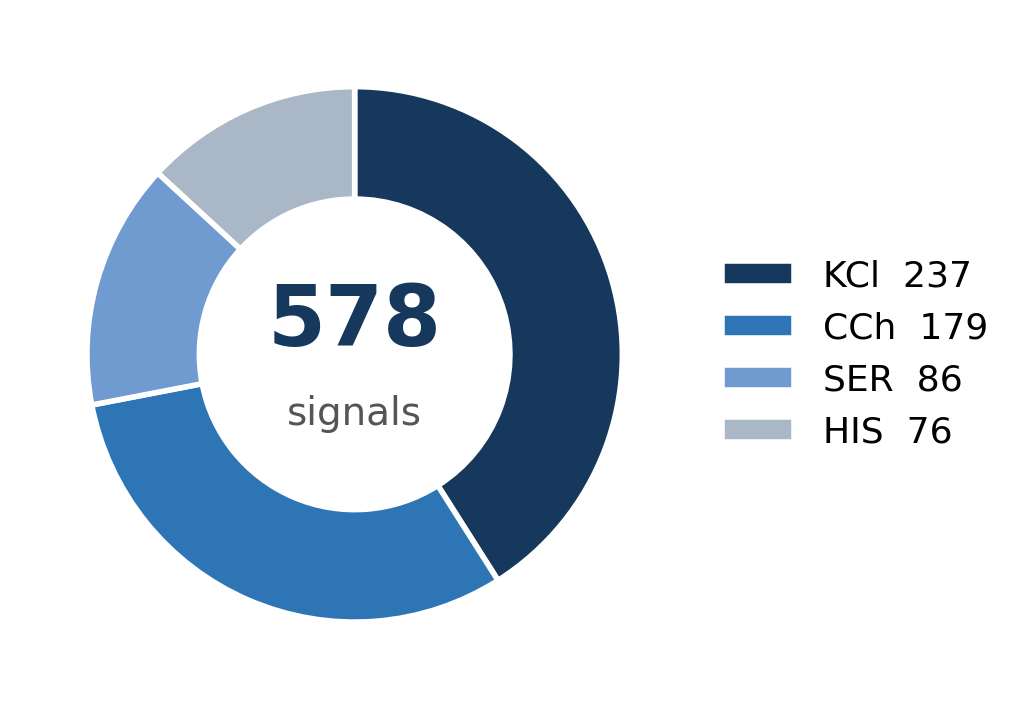 578
signals
KCl 237
CCh 179
SER 86
HIS 76